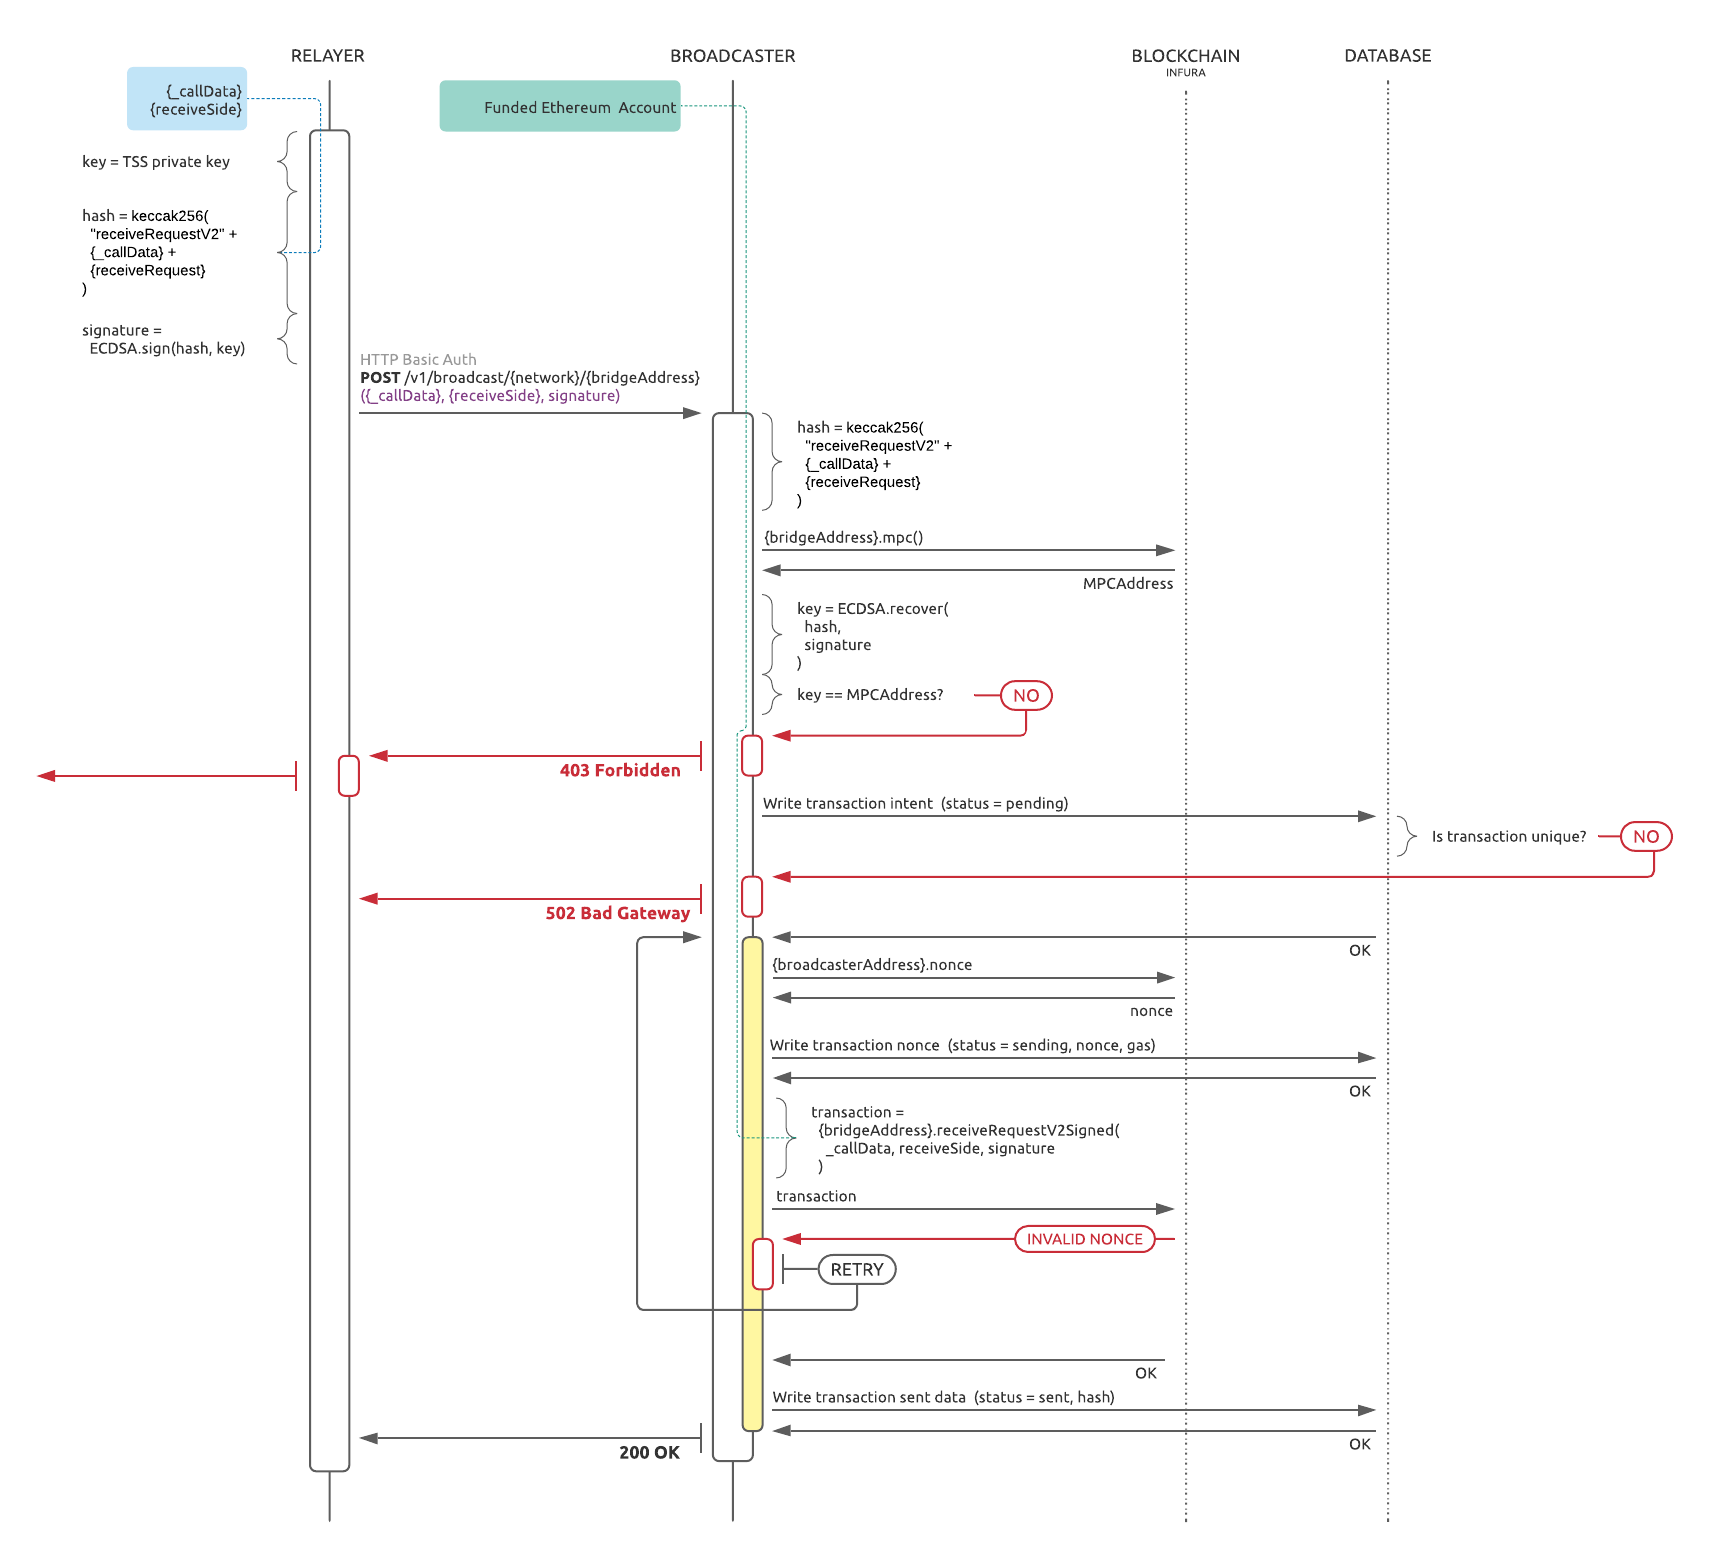 RELAYER
BROADCASTER
BLOCKCHAIN
INFURA
DATABASE
{_callData}
{receiveSide}
Funded Ethereum  Account
key = TSS private key
hash = keccak256(
"receiveRequestV2" +
{_callData} +
{receiveRequest}
)
signature =
ECDSA.sign(hash, key)
HTTP Basic Auth
POST /v1/broadcast/{network}/{bridgeAddress}
({_callData}, {receiveSide}, signature)
hash = keccak256(
"receiveRequestV2" +
{_callData} +
{receiveRequest}
)
{bridgeAddress}.mpc()
MPCAddress
key = ECDSA.recover(
hash,
signature
)
key == MPCAddress?
NO
403 Forbidden
Write transaction intent  (status = pending)
Is transaction unique?
NO
502 Bad Gateway
OK
{broadcasterAddress}.nonce
nonce
Write transaction nonce  (status = sending, nonce, gas)
OK
transaction =
{bridgeAddress}.receiveRequestV2Signed(
_callData, receiveSide, signature
)
transaction
INVALID NONCE
RETRY
OK
Write transaction sent data  (status = sent, hash)
OK
200 OK